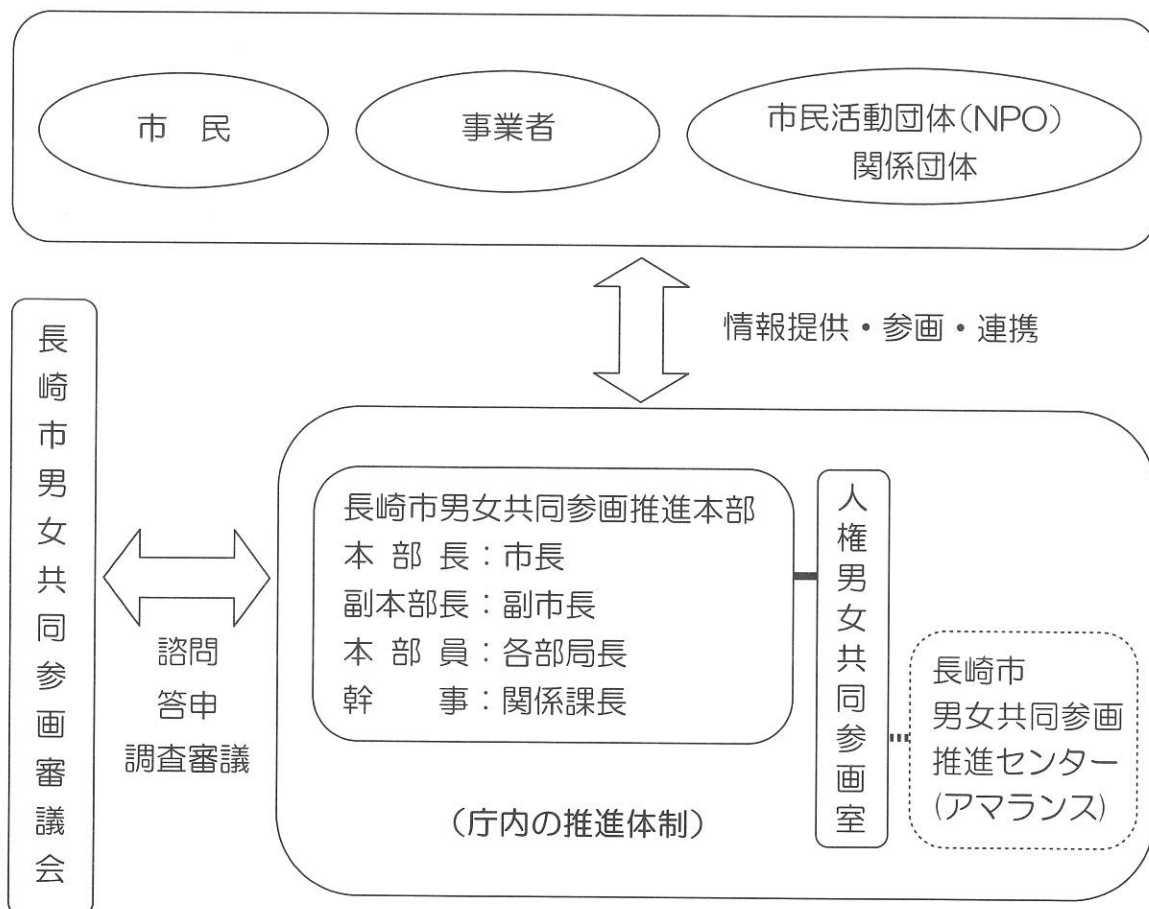 市 民
事業者
市民活動団体(NPO)
関係団体
情報提供・参画・連携
長崎市男女共同参画審議会
諮問
答申
調査審議
長崎市男女共同参画推進本部
本 部 長：市長
副本部長：副市長
本 部 員：各部局長
幹　　事：関係課長
(庁内の推進体制)
人権男女共同参画室
長崎市
男女共同参画
推進センター
(アマランス)